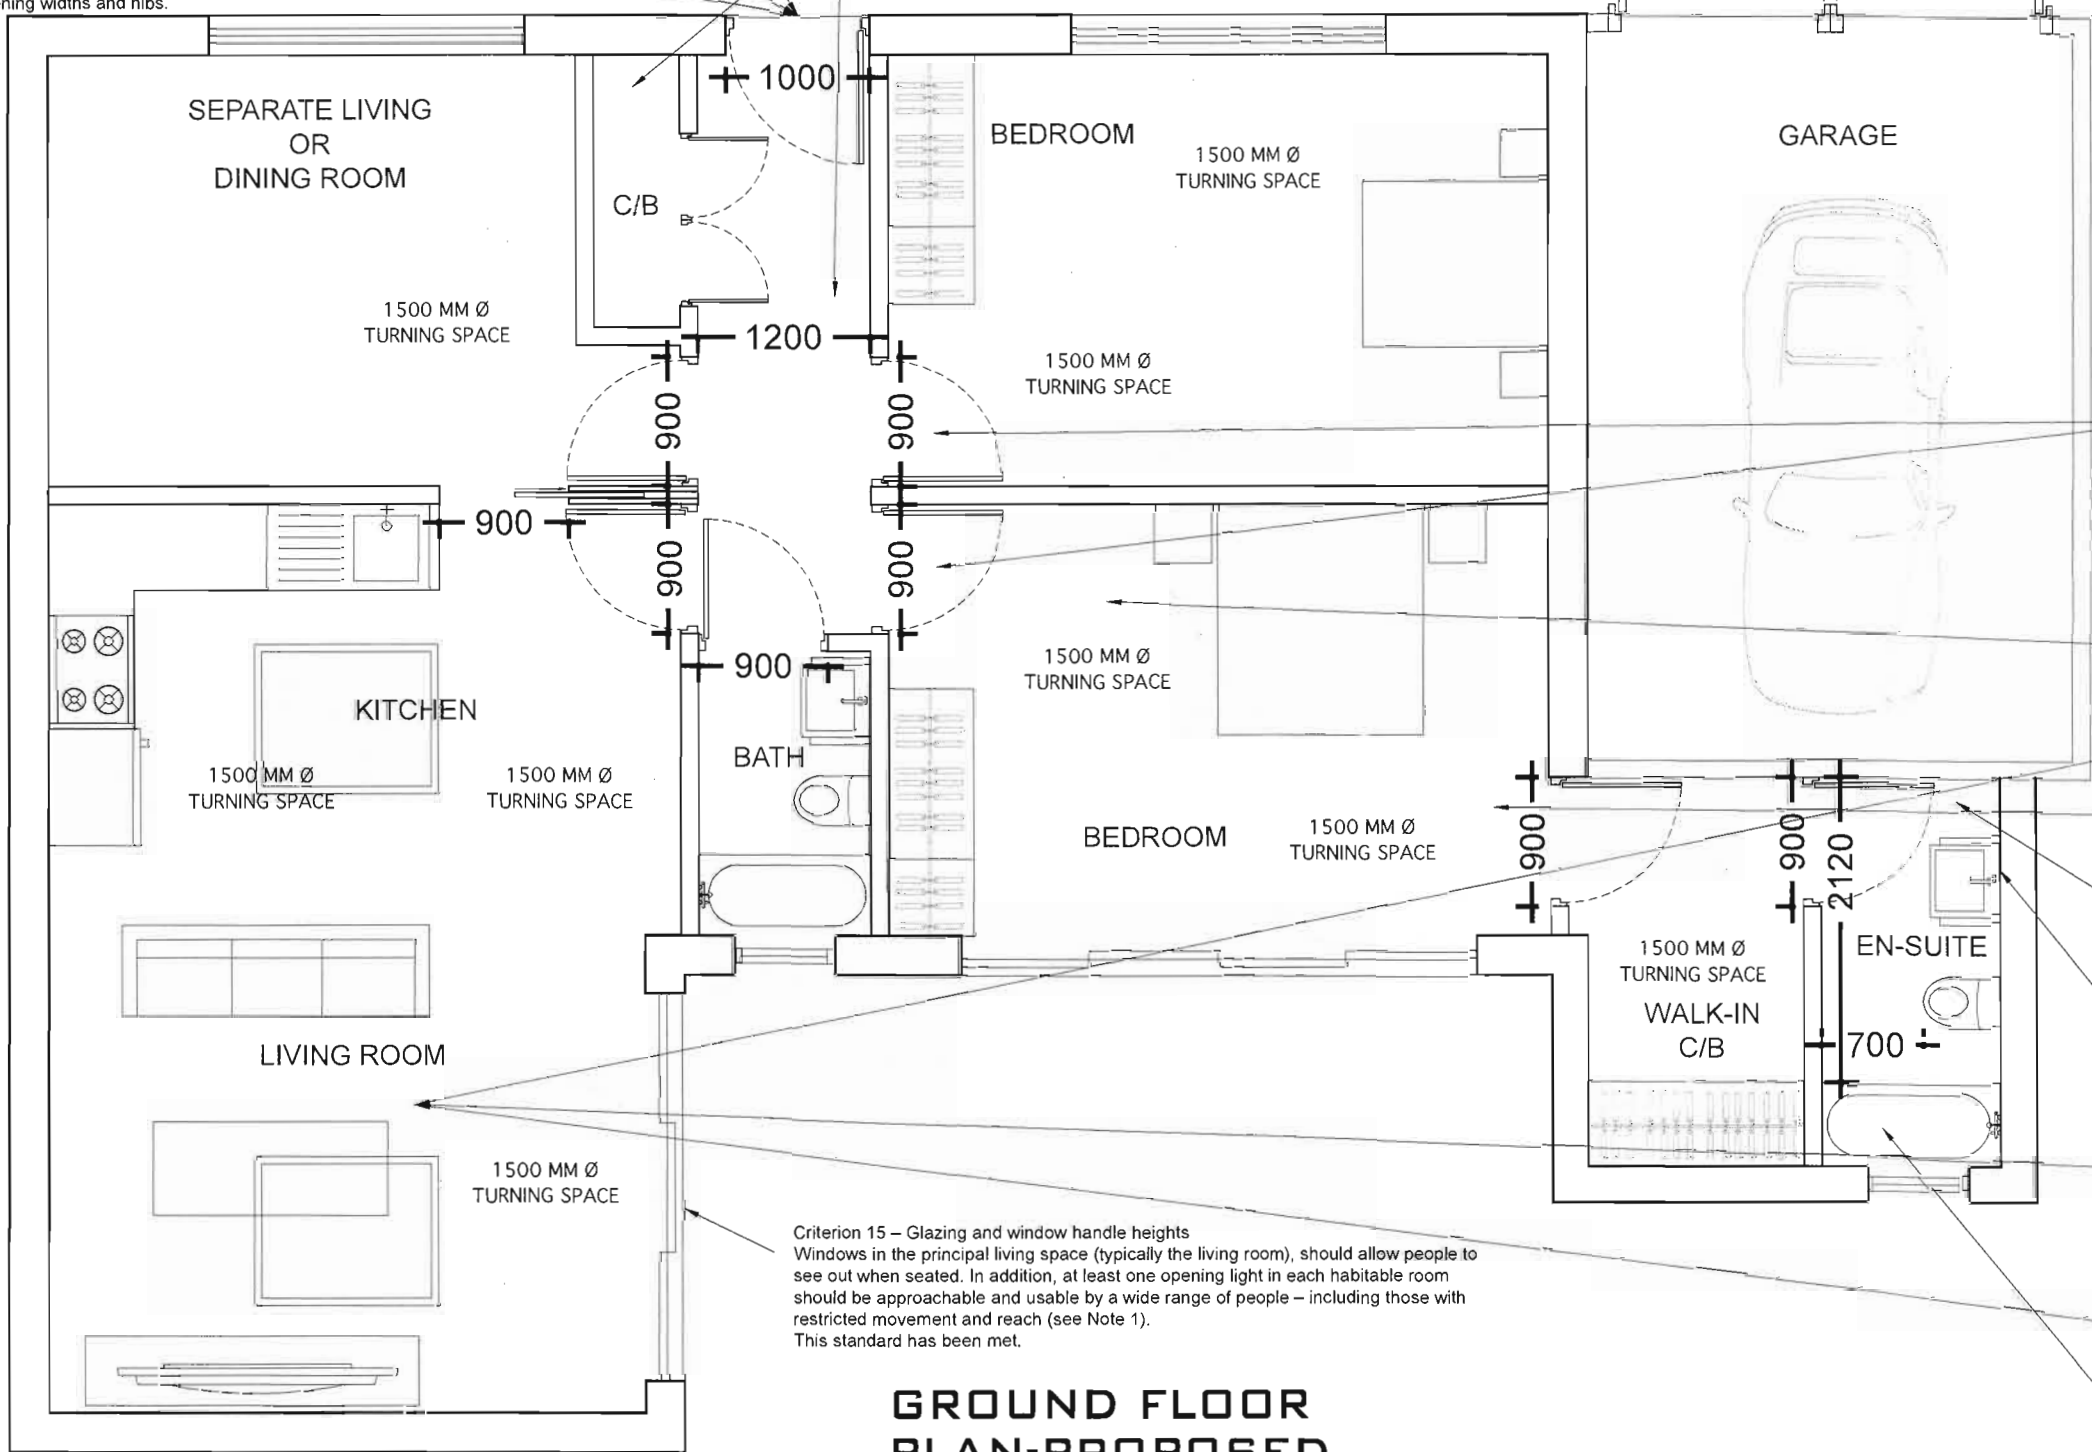 ening widths and nibs.
1000
SEPARATE LIVING
OR
DINING ROOM
C/B
BEDROOM
1500 MM Ø
TURNING SPACE
GARAGE
1500 MM Ø
TURNING SPACE
1200
1500 MM Ø
TURNING SPACE
900
900
900
900
900
900
KITCHEN
1500 MM Ø
TURNING SPACE
1500 MM Ø
TURNING SPACE
BATH
1500 MM Ø
TURNING SPACE
BEDROOM
1500 MM Ø
TURNING SPACE
900
900
2120
1500 MM Ø
TURNING SPACE
WALK-IN
C/B
EN-SUITE
700
LIVING ROOM
1500 MM Ø
TURNING SPACE
Criterion 15 – Glazing and window handle heights
Windows in the principal living space (typically the living room), should allow people to
see out when seated. In addition, at least one opening light in each habitable room
should be approachable and usable by a wide range of people – including those with
restricted movement and reach (see Note 1).
This standard has been met.
GROUND FLOOR
PLAN-PROPOSED